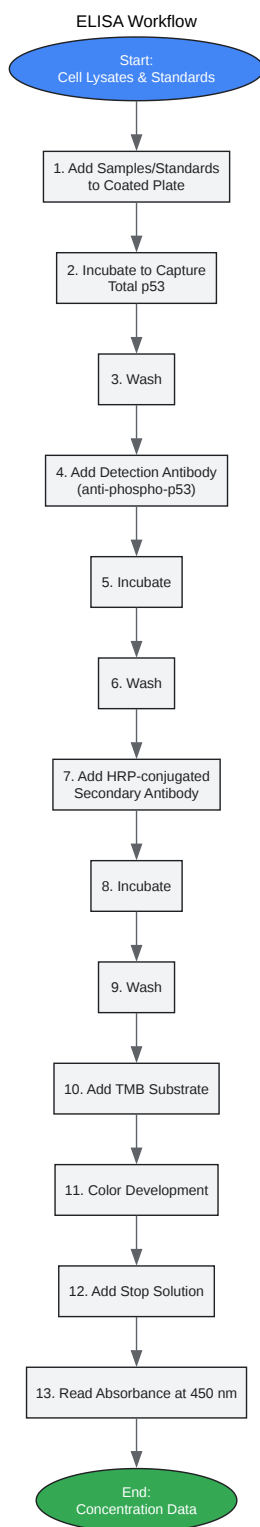 ELISA Workflow
Start:
Cell Lysates & Standards
1. Add Samples/Standards
to Coated Plate
2. Incubate to Capture
Total p53
3. Wash
4. Add Detection Antibody
(anti-phospho-p53)
5. Incubate
6. Wash
7. Add HRP-conjugated
Secondary Antibody
8. Incubate
9. Wash
10. Add TMB Substrate
11. Color Development
12. Add Stop Solution
13. Read Absorbance at 450 nm
End:
Concentration Data